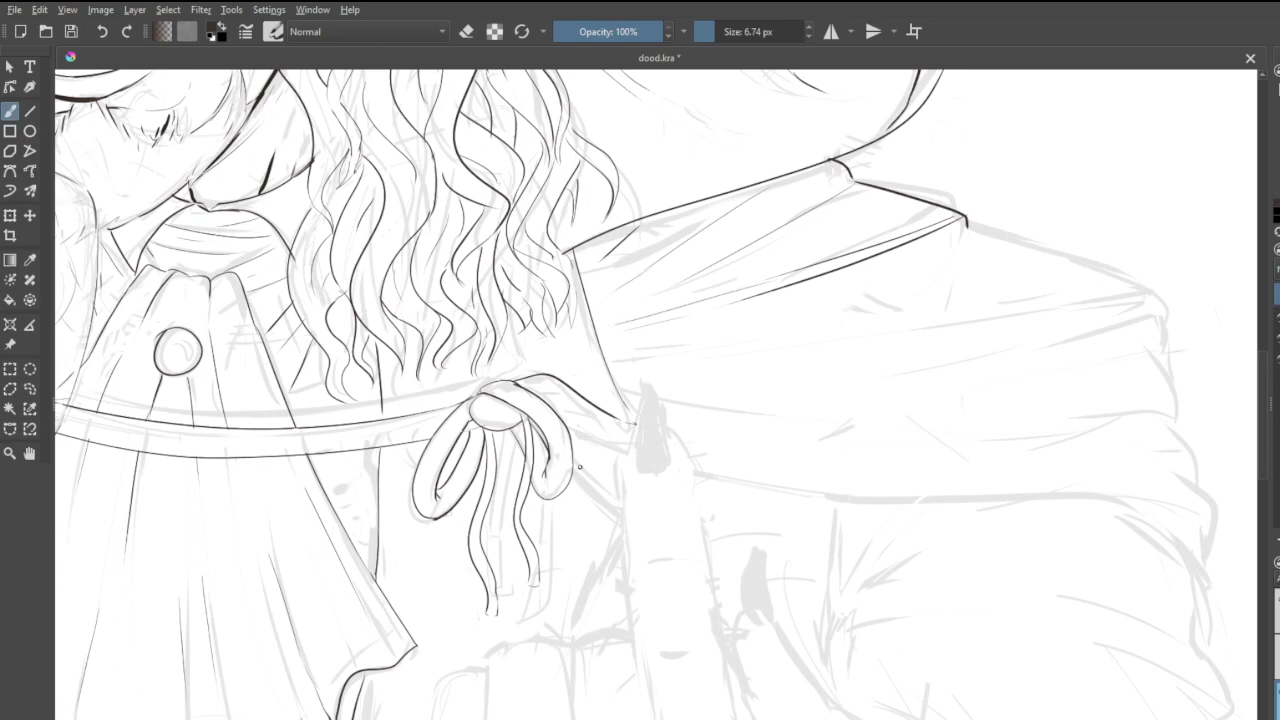 File Edit View Image Layer Select Filter Tools Settings Window Help
Normal Opacity: 100% Size: 6.74 px
dood.kra *